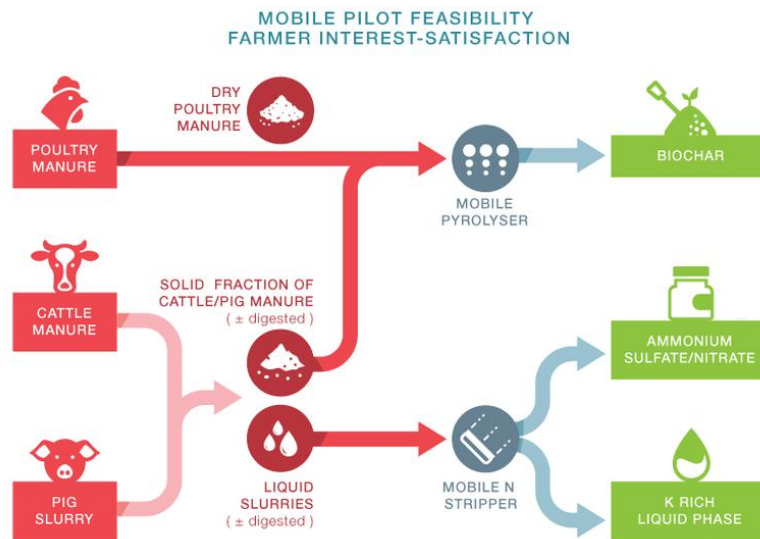 MOBILE PILOT FEASIBILITY
FARMER INTEREST-SATISFACTION
DRY
POULTRY
MANURE
POULTRY
MANURE
MOBILE
PYROLYSER
BIOCHAR
SOLID FRACTION OF
CATTLE/PIG MANURE
( ± digested )
CATTLE
MANURE
AMMONIUM
SULFATE/NITRATE
LIQUID
SLURRIES
( ± digested )
MOBILE N
STRIPPER
PIG
SLURRY
K RICH
LIQUID PHASE